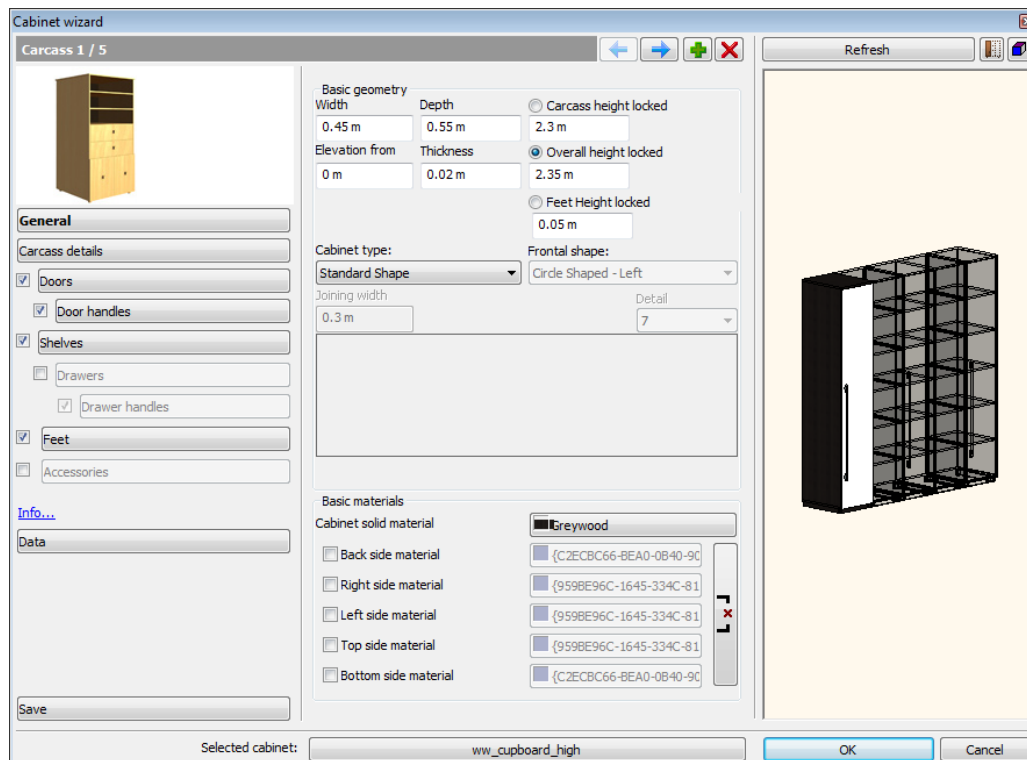 Cabinet wizard
Carcass 1 / 5
Refresh
General
Carcass details
Doors
Door handles
Shelves
Drawers
Drawer handles
Feet
Accessories
Info...
Data
Save
Basic geometry
Width Depth Carcass height locked
0.45 m 0.55 m 2.3 m
Elevation from Thickness Overall height locked
0 m 0.02 m 2.35 m
Feet Height locked
0.05 m
Cabinet type: Frontal shape:
Standard Shape Circle Shaped - Left
Joining width Detail
0.3 m 7
Basic materials
Cabinet solid material Greywood
Back side material {C2ECBC66-BEA0-0B40-90
Right side material {959BE96C-1645-334C-81
Left side material {959BE96C-1645-334C-81
Top side material {959BE96C-1645-334C-81
Bottom side material {C2ECBC66-BEA0-0B40-90
Selected cabinet: ww_cupboard_high OK Cancel